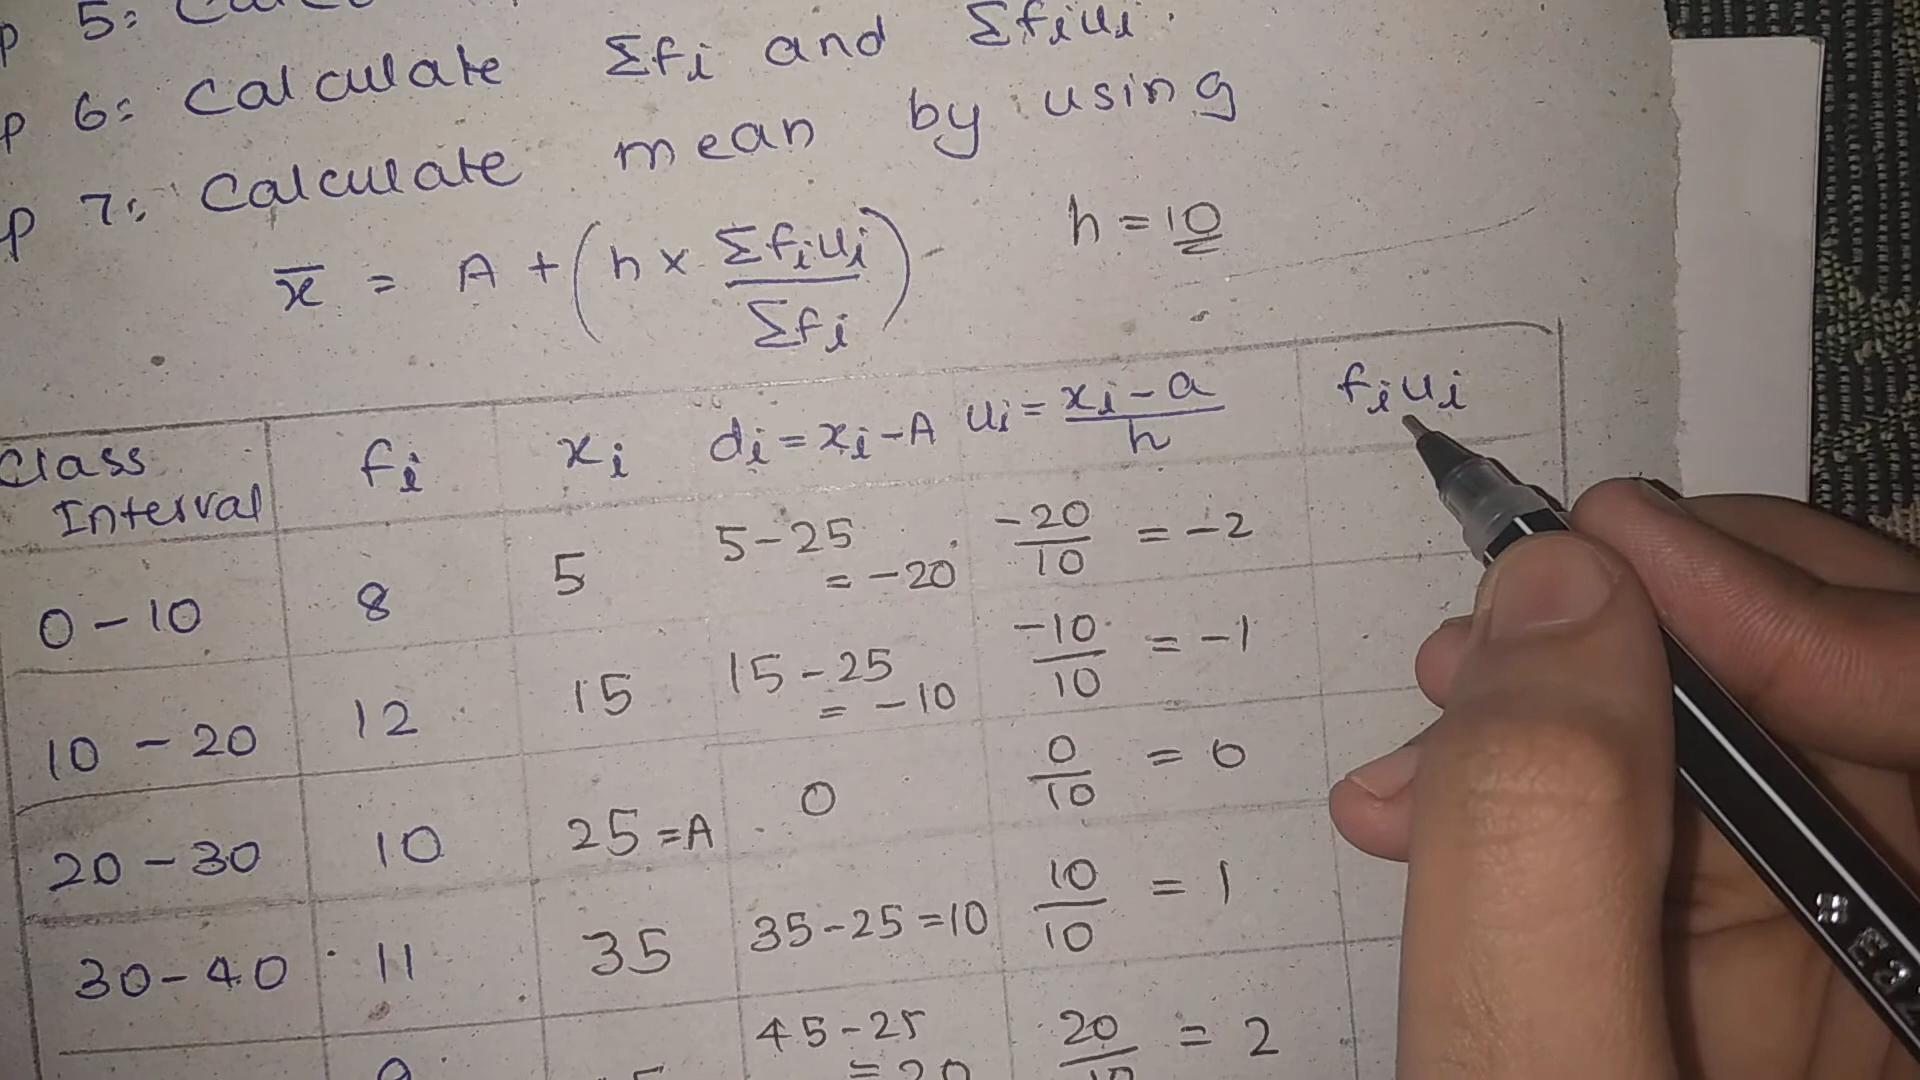 p 5:
p 6: Calculate Σfi and Σfiui.
p 7: Calculate mean by using
x̄ = A + (h × Σfiui / Σfi) h = 10
Class Interval fi xi di = xi - A ui = xi - a / h fiui
0 - 10 8 5 5 - 25 = -20 -20/10 = -2
10 - 20 12 15 15 - 25 = -10 -10/10 = -1
20 - 30 10 25 = A 0 0/10 = 0
30 - 40 11 35 35 - 25 = 10 10/10 = 1
45 - 25 = 20 20/10 = 2